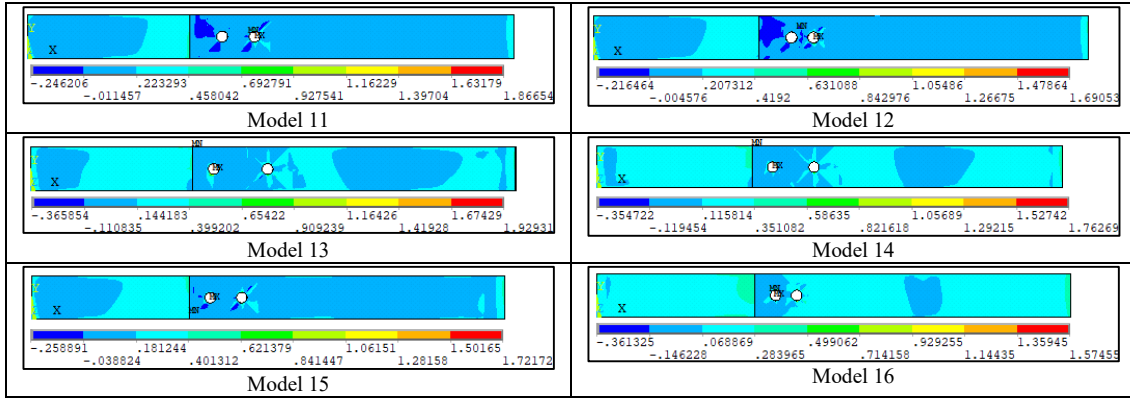 Y
Z
X
MN
MX
-.246206 .223293 .692791 1.16229 1.63179
-.011457 .458042 .927541 1.39704 1.86654
Model 11
Y
Z
X
MN
MX
-.216464 .207312 .631088 1.05486 1.47864
-.004576 .4192 .842976 1.26675 1.69053
Model 12
MN
Y
Z
X
MX
-.365854 .144183 .65422 1.16426 1.67429
-.110835 .399202 .909239 1.41928 1.92931
Model 13
MN
Y
Z
X
MX
-.354722 .115814 .58635 1.05689 1.52742
-.119454 .351082 .821618 1.29215 1.76269
Model 14
Y
Z
X
MX
MN
-.258891 .181244 .621379 1.06151 1.50165
-.038824 .401312 .841447 1.28158 1.72172
Model 15
Y
Z
X
MN
MX
-.361325 .068869 .499062 .929255 1.35945
-.146228 .283965 .714158 1.14435 1.57455
Model 16